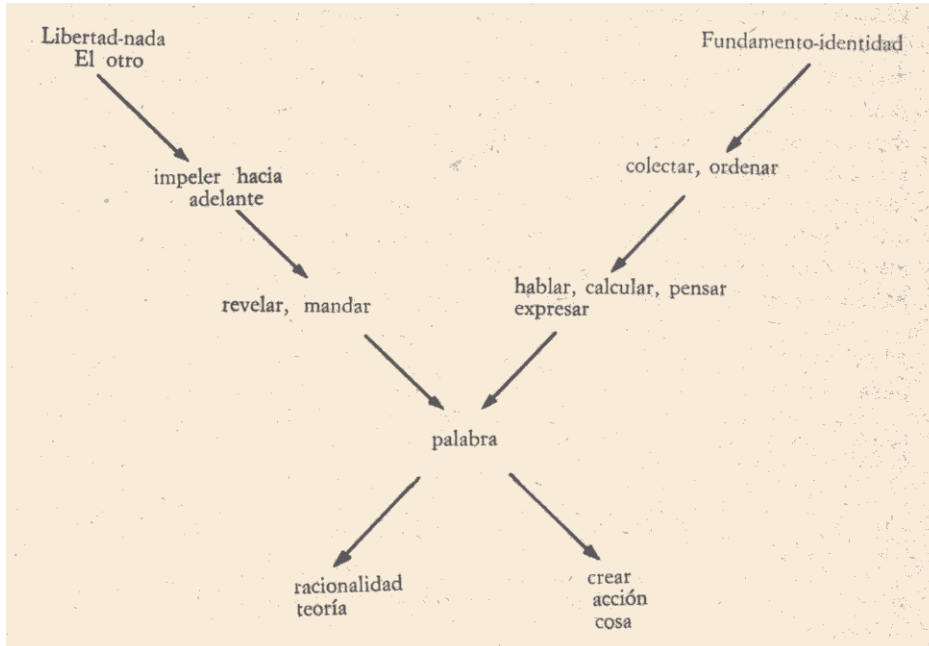 Libertad-nada
El otro
Fundamento-identidad
impeler hacia
adelante
colectar, ordenar
revelar, mandar
hablar, calcular, pensar
expresar
palabra
racionalidad
teoría
crear
acción
cosa